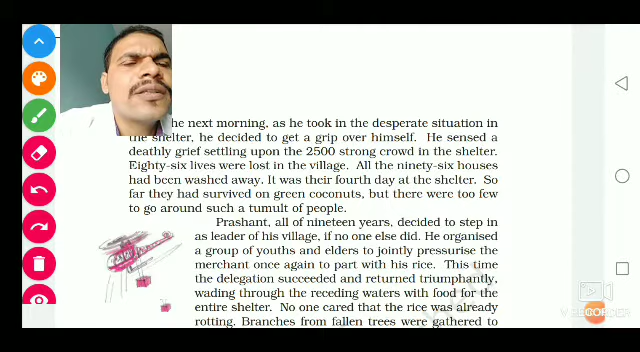 he next morning, as he took in the desperate situation in
the shelter, he decided to get a grip over himself. He sensed a
deathly grief settling upon the 2500 strong crowd in the shelter.
Eighty-six lives were lost in the village. All the ninety-six houses
had been washed away. It was their fourth day at the shelter. So
far they had survived on green coconuts, but there were too few
to go around such a tumult of people.
Prashant, all of nineteen years, decided to step in
as leader of his village, if no one else did. He organised
a group of youths and elders to jointly pressurise the
merchant once again to part with his rice. This time
the delegation succeeded and returned triumphantly,
wading through the receding waters with food for the
entire shelter. No one cared that the rice was already
rotting. Branches from fallen trees were gathered to